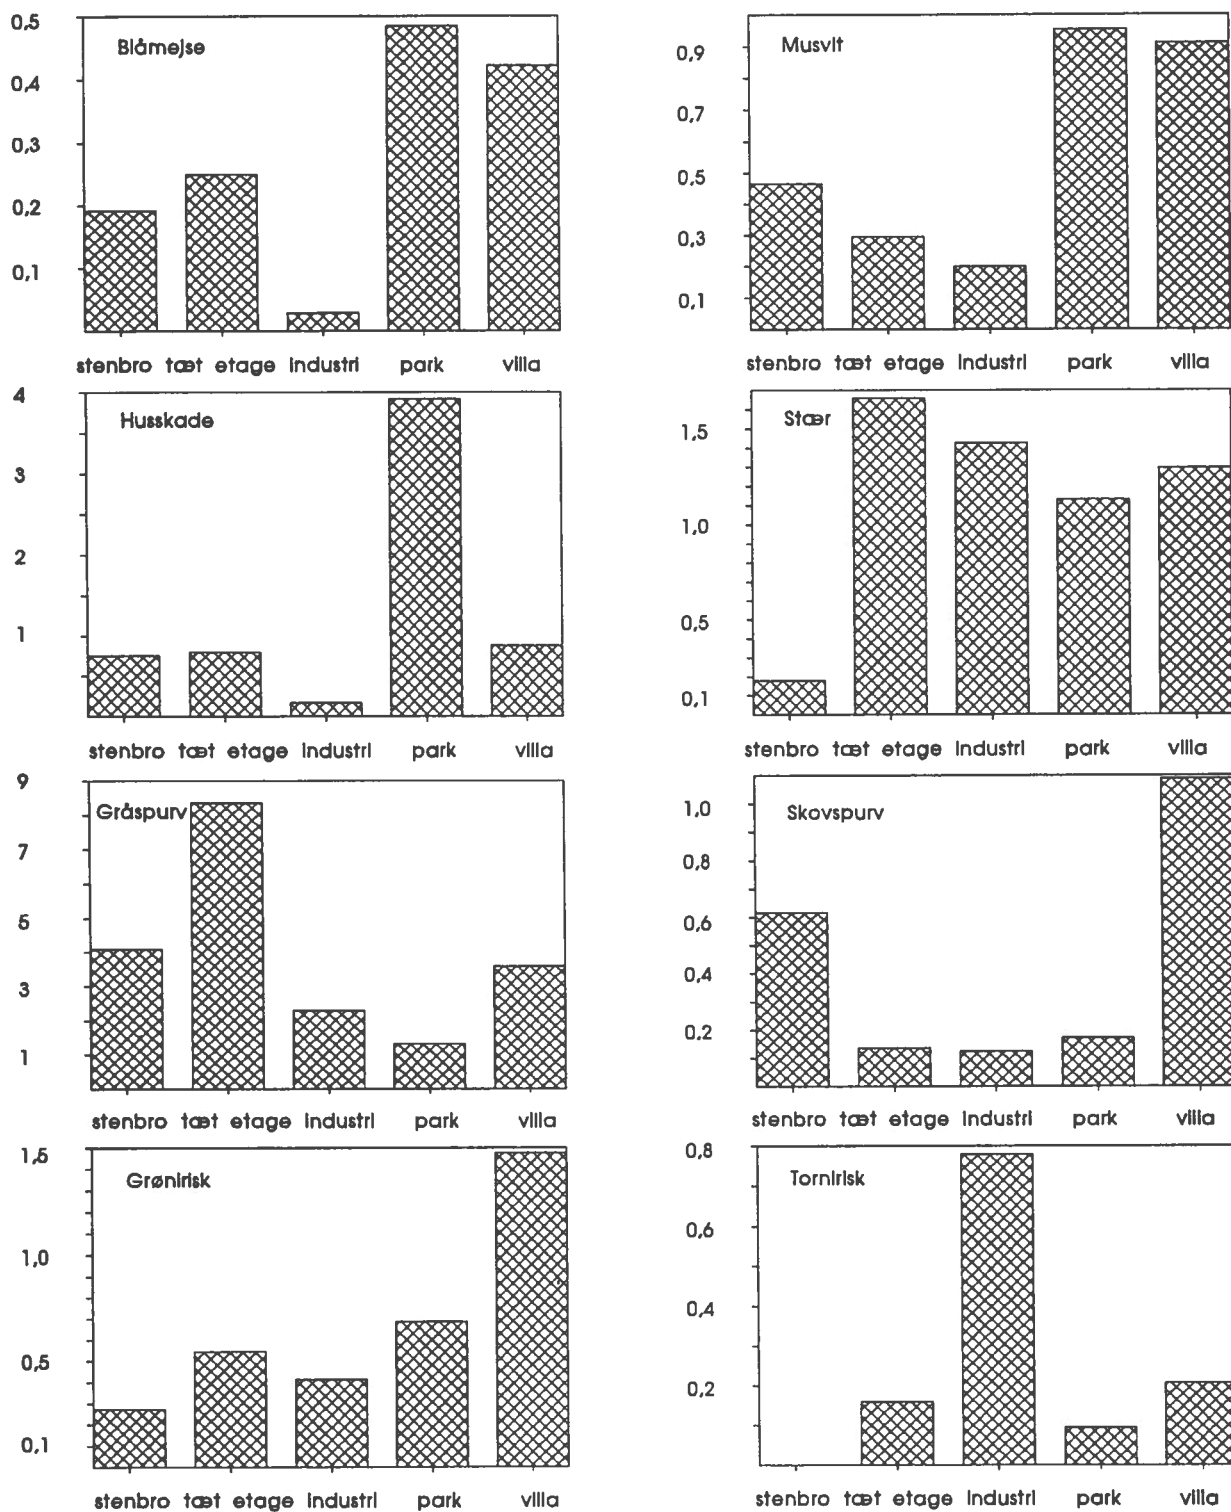 Blåmejse
0,5
0,4
0,3
0,2
0,1
stenbro tæt etage industri park villa
Musvit
0,9
0,7
0,5
0,3
0,1
stenbro tæt etage industri park villa
Husskade
4
3
2
1
stenbro tæt etage industri park villa
Stær
1,5
1,0
0,5
0,1
stenbro tæt etage industri park villa
Gråspurv
9
7
5
3
1
stenbro tæt etage industri park villa
Skovspurv
1,0
0,8
0,6
0,4
0,2
stenbro tæt etage industri park villa
Grønirisk
1,5
1,0
0,5
0,1
stenbro tæt etage industri park villa
Tornirisk
0,8
0,6
0,4
0,2
stenbro tæt etage industri park villa